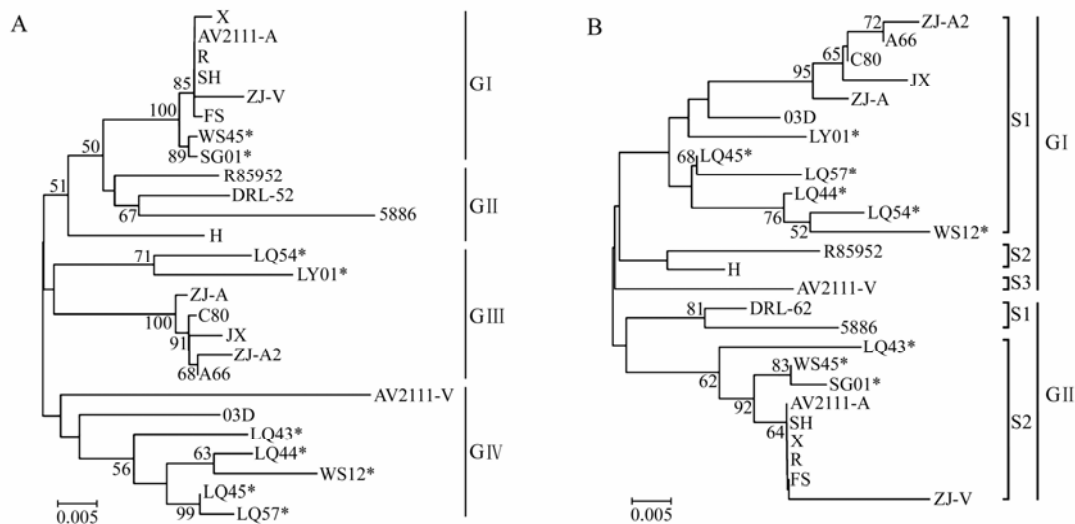 A
X
AV2111-A
R
SH
85
ZJ-V
GI
100
FS
WS45*
89
SG01*
50
R85952
51
DRL-52
GII
67
5886
H
71
LQ54*
LY01*
ZJ-A
100
C80
GIII
91
JX
ZJ-A2
68
A66
AV2111-V
03D
LQ43*
GIV
56
63
LQ44*
WS12*
LQ45*
99
LQ57*
0.005
B
72
ZJ-A2
A66
65
C80
95
JX
ZJ-A
S1
03D
LY01*
GI
68
LQ45*
LQ57*
LQ44*
76
LQ54*
52
WS12*
R85952
S2
H
AV2111-V
S3
81
DRL-62
S1
5886
LQ43*
83
WS45*
62
SG01*
GII
92
AV2111-A
SH
S2
64
X
R
FS
ZJ-V
0.005